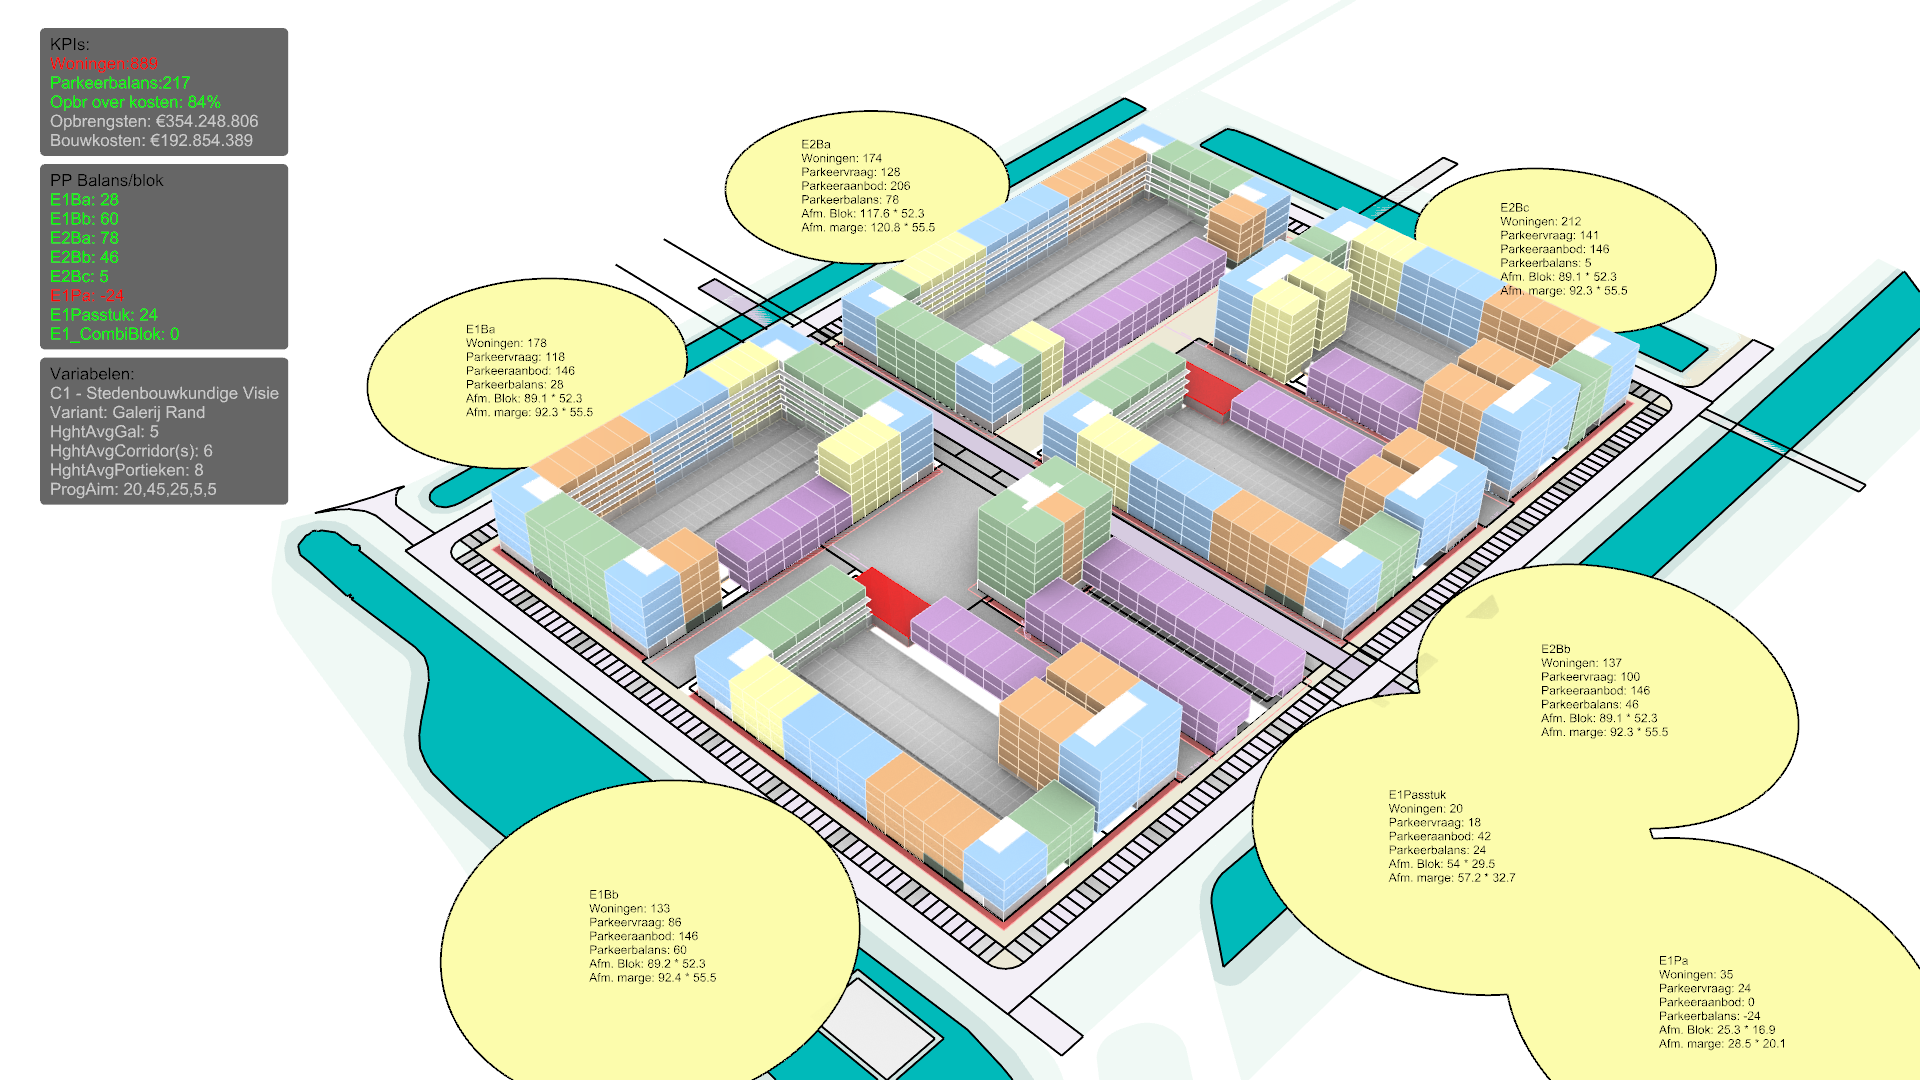 KPIs:
Woningen:889
Parkeerbalans:217
Opbr over kosten: 84%
Opbrengsten: €354.248.806
Bouwkosten: €192.854.389
PP Balans/blok
E1Ba: 28
E1Bb: 60
E2Ba: 78
E2Bb: 46
E2Bc: 5
E1Pa: -24
E1Passtuk: 24
E1_CombiBlok: 0
Variabelen:
C1 - Stedenbouwkundige Visie
Variant: Galerij Rand
HghtAvgGal: 5
HghtAvgCorridor(s): 6
HghtAvgPortieken: 8
ProgAim: 20,45,25,5,5
E2Ba
Woningen: 174
Parkeervraag: 128
Parkeeraanbod: 206
Parkeerbalans: 78
Afm. Blok: 117.6 * 52.3
Afm. marge: 120.8 * 55.5
E2Bc
Woningen: 212
Parkeervraag: 141
Parkeeraanbod: 146
Parkeerbalans: 5
Afm. Blok: 89.1 * 52.3
Afm. marge: 92.3 * 55.5
E1Ba
Woningen: 178
Parkeervraag: 118
Parkeeraanbod: 146
Parkeerbalans: 28
Afm. Blok: 89.1 * 52.3
Afm. marge: 92.3 * 55.5
E2Bb
Woningen: 137
Parkeervraag: 100
Parkeeraanbod: 146
Parkeerbalans: 46
Afm. Blok: 89.1 * 52.3
Afm. marge: 92.3 * 55.5
E1Passtuk
Woningen: 20
Parkeervraag: 18
Parkeeraanbod: 42
Parkeerbalans: 24
Afm. Blok: 54 * 29.5
Afm. marge: 57.2 * 32.7
E1Bb
Woningen: 133
Parkeervraag: 86
Parkeeraanbod: 146
Parkeerbalans: 60
Afm. Blok: 89.2 * 52.3
Afm. marge: 92.4 * 55.5
E1Pa
Woningen: 35
Parkeervraag: 24
Parkeeraanbod: 0
Parkeerbalans: -24
Afm. Blok: 25.3 * 16.9
Afm. marge: 28.5 * 20.1